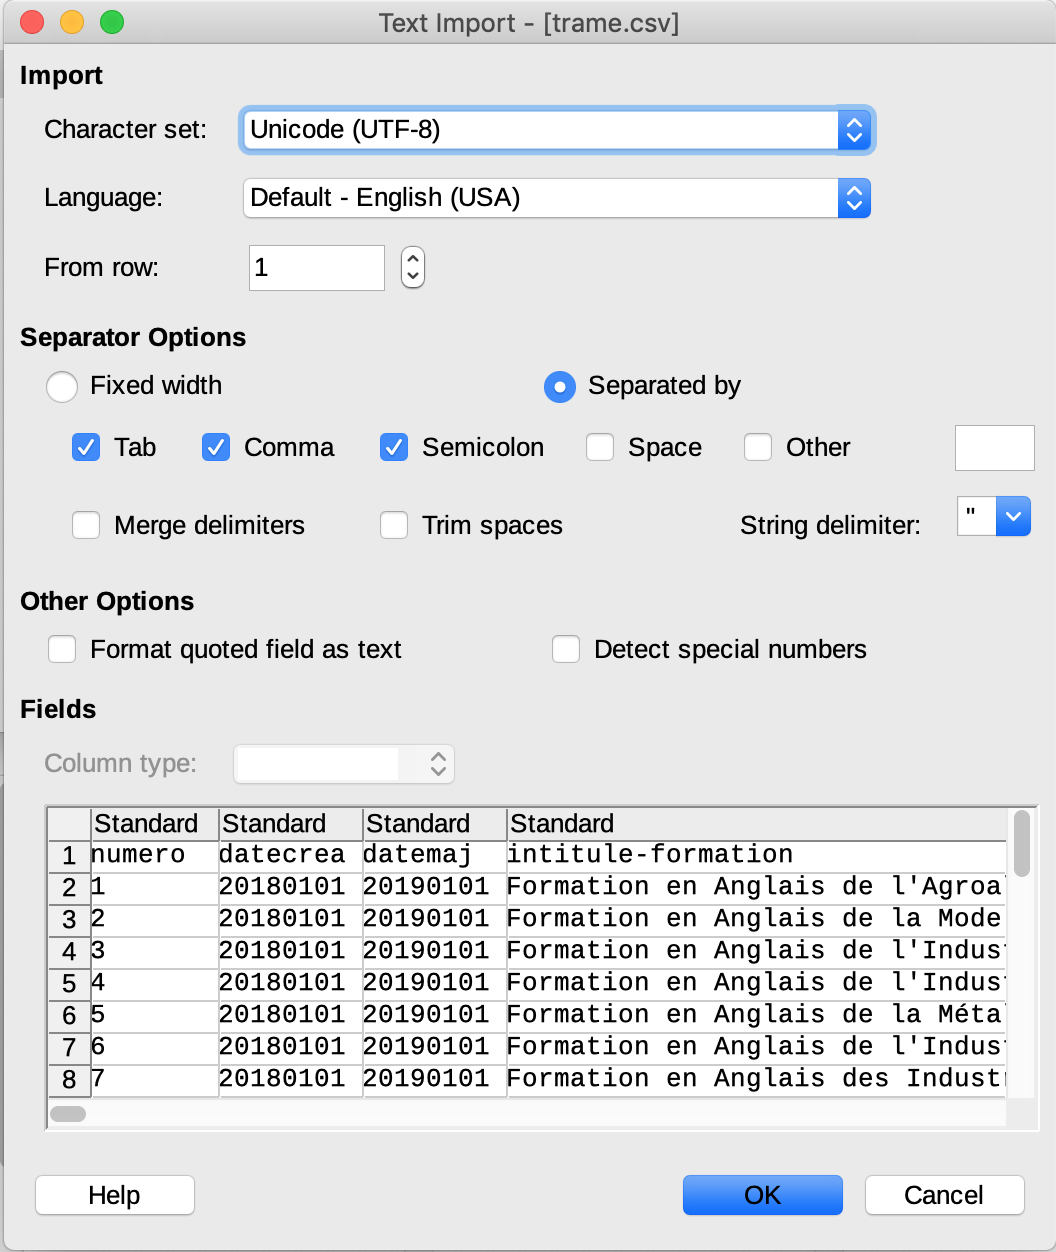 Text Import - [trame.csv]
Import
Character set: Unicode (UTF-8)
Language: Default - English (USA)
From row: 1
Separator Options
Fixed width Separated by
Tab Comma Semicolon Space Other
Merge delimiters Trim spaces String delimiter: "
Other Options
Format quoted field as text Detect special numbers
Fields
Column type:
Standard Standard Standard Standard
1 numero datecrea datemaj intitule-formation
2 1 20180101 20190101 Formation en Anglais de l'Agroa
3 2 20180101 20190101 Formation en Anglais de la Mode
4 3 20180101 20190101 Formation en Anglais de l'Indus
5 4 20180101 20190101 Formation en Anglais de l'Indus
6 5 20180101 20190101 Formation en Anglais de la Méta
7 6 20180101 20190101 Formation en Anglais de l'Indus
8 7 20180101 20190101 Formation en Anglais des Indust
Help OK Cancel